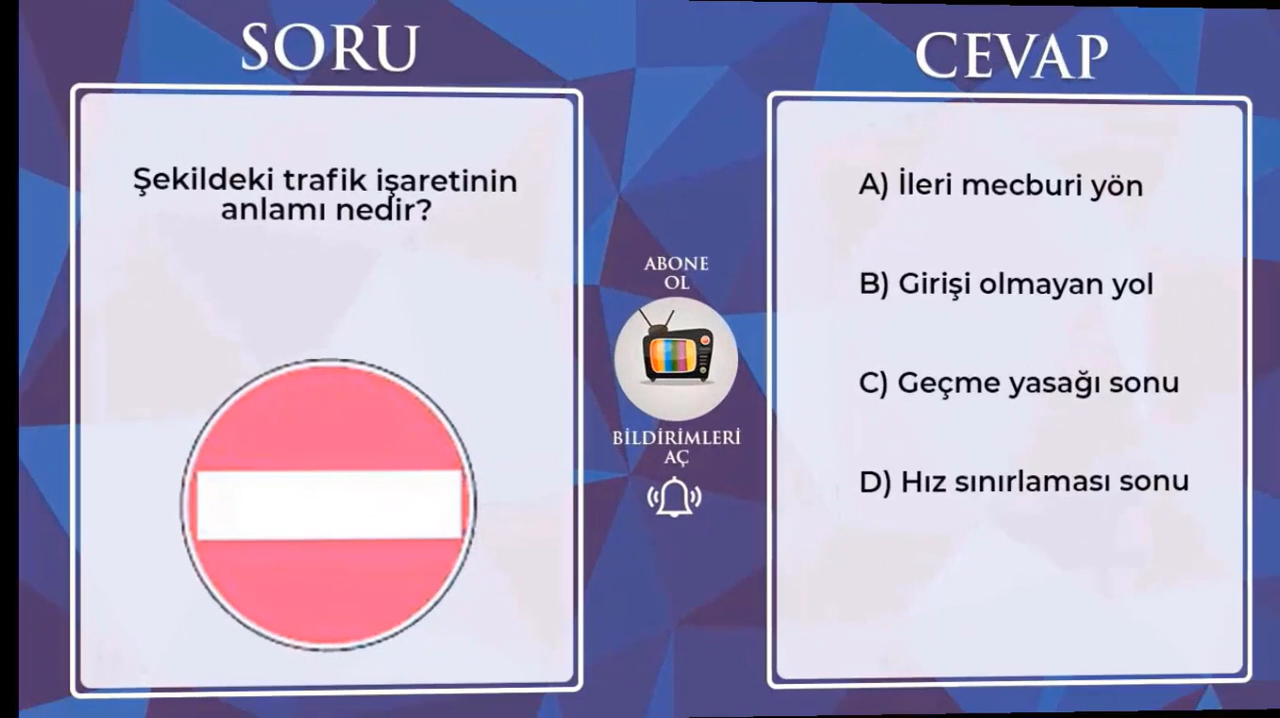 SORU
Şekildeki trafik işaretinin
anlamı nedir?
ABONE
OL
BİLDİRİMLERİ
AÇ
CEVAP
A) İleri mecburi yön
B) Girişi olmayan yol
C) Geçme yasağı sonu
D) Hız sınırlaması sonu